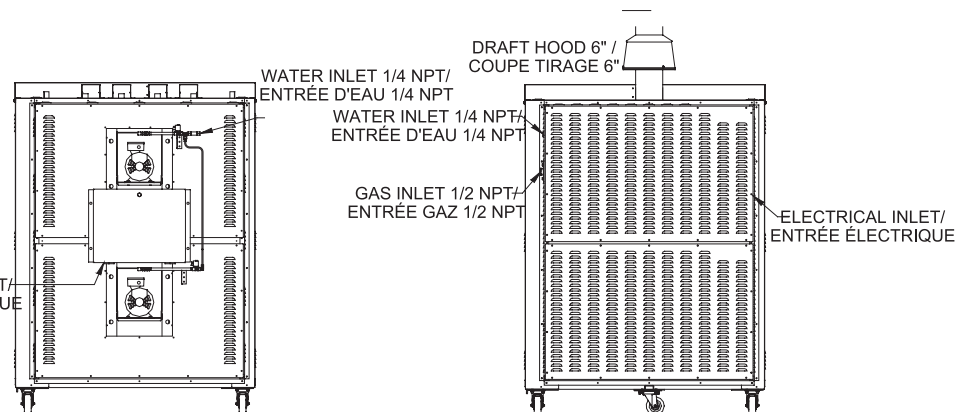 WATER INLET 1/4 NPT/
ENTRÉE D'EAU 1/4 NPT
T/
UE
DRAFT HOOD 6" /
COUPE TIRAGE 6"
WATER INLET 1/4 NPT/
ENTRÉE D'EAU 1/4 NPT
GAS INLET 1/2 NPT/
ENTRÉE GAZ 1/2 NPT
ELECTRICAL INLET/
ENTRÉE ÉLECTRIQUE